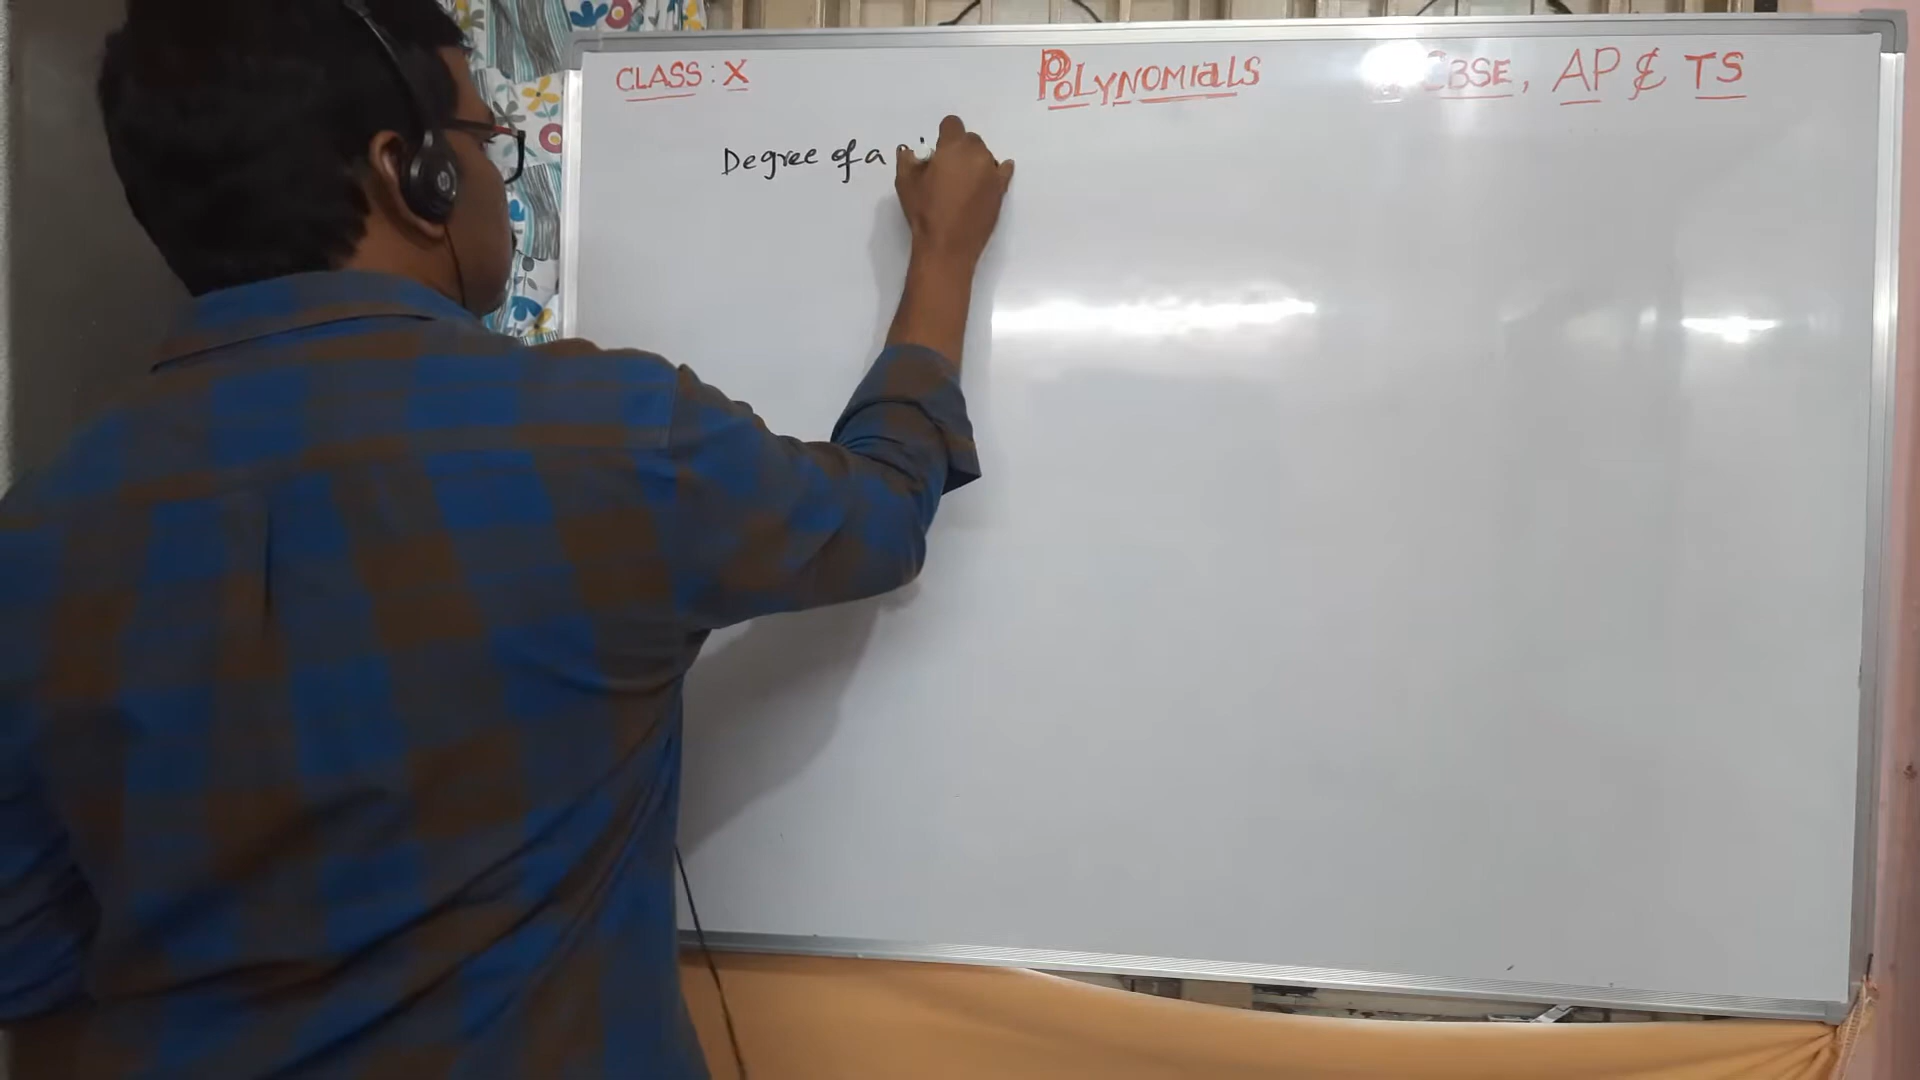 CLASS: X
POLYNOMIALS
CBSE, AP & TS
Degree of a